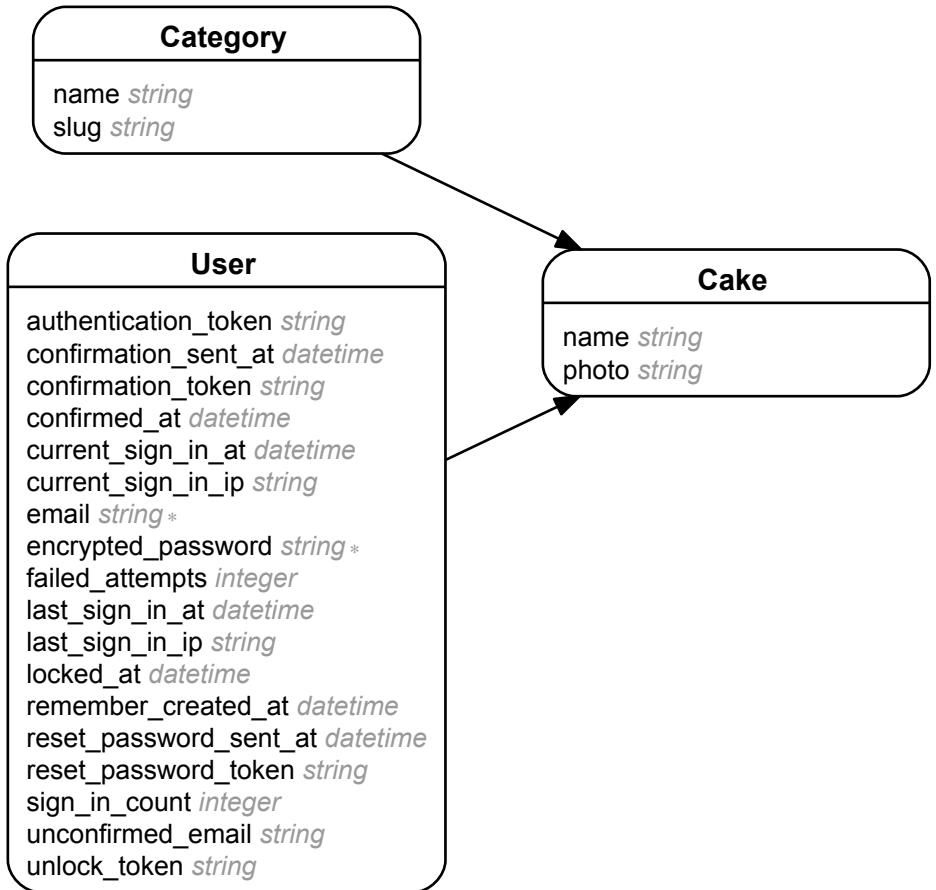 Category
name string
slug string
User
authentication_token string
confirmation_sent_at datetime
confirmation_token string
confirmed_at datetime
current_sign_in_at datetime
current_sign_in_ip string
email string *
encrypted_password string *
failed_attempts integer
last_sign_in_at datetime
last_sign_in_ip string
locked_at datetime
remember_created_at datetime
reset_password_sent_at datetime
reset_password_token string
sign_in_count integer
unconfirmed_email string
unlock_token string
Cake
name string
photo string